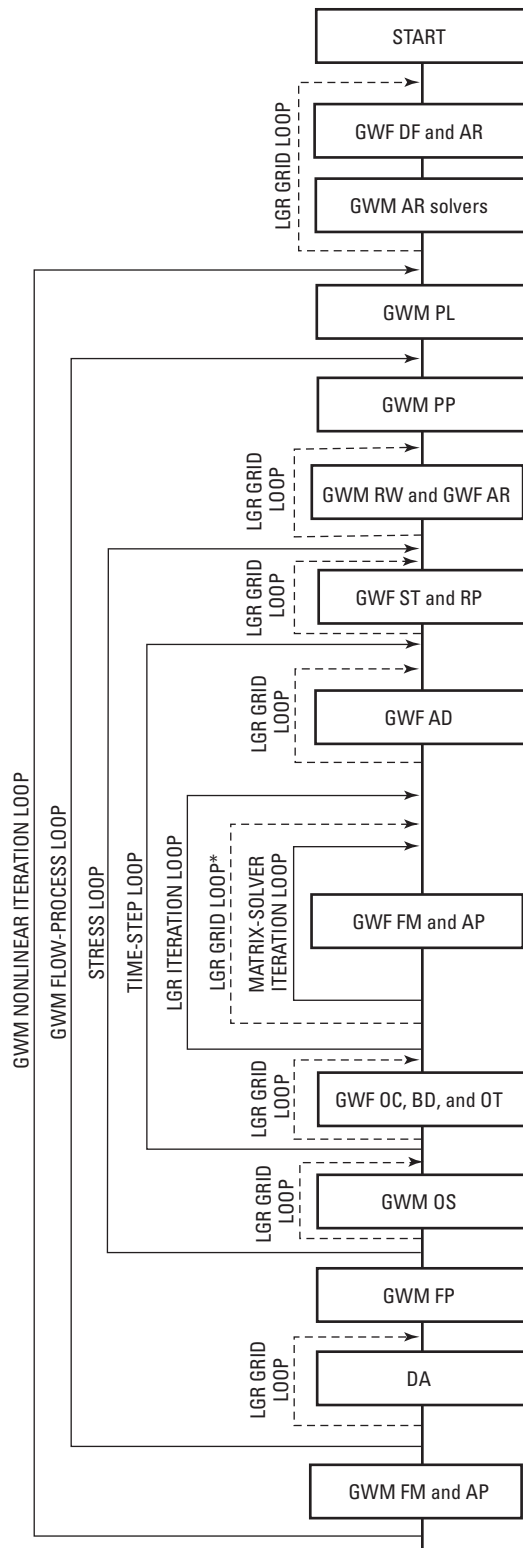 START
LGR GRID LOOP
GWF DF and AR
GWM AR solvers
GWM PL
GWM PP
LGR GRID
LOOP
GWM RW and GWF AR
LGR GRID
LOOP
GWF ST and RP
LGR GRID
LOOP
GWF AD
GWM NONLINEAR ITERATION LOOP
GWM FLOW-PROCESS LOOP
STRESS LOOP
TIME-STEP LOOP
LGR ITERATION LOOP
LGR GRID LOOP*
MATRIX-SOLVER
ITERATION LOOP
GWF FM and AP
LGR GRID
LOOP
GWF OC, BD, and OT
LGR GRID
LOOP
GWM OS
GWM FP
LGR GRID
LOOP
DA
GWM FM and AP